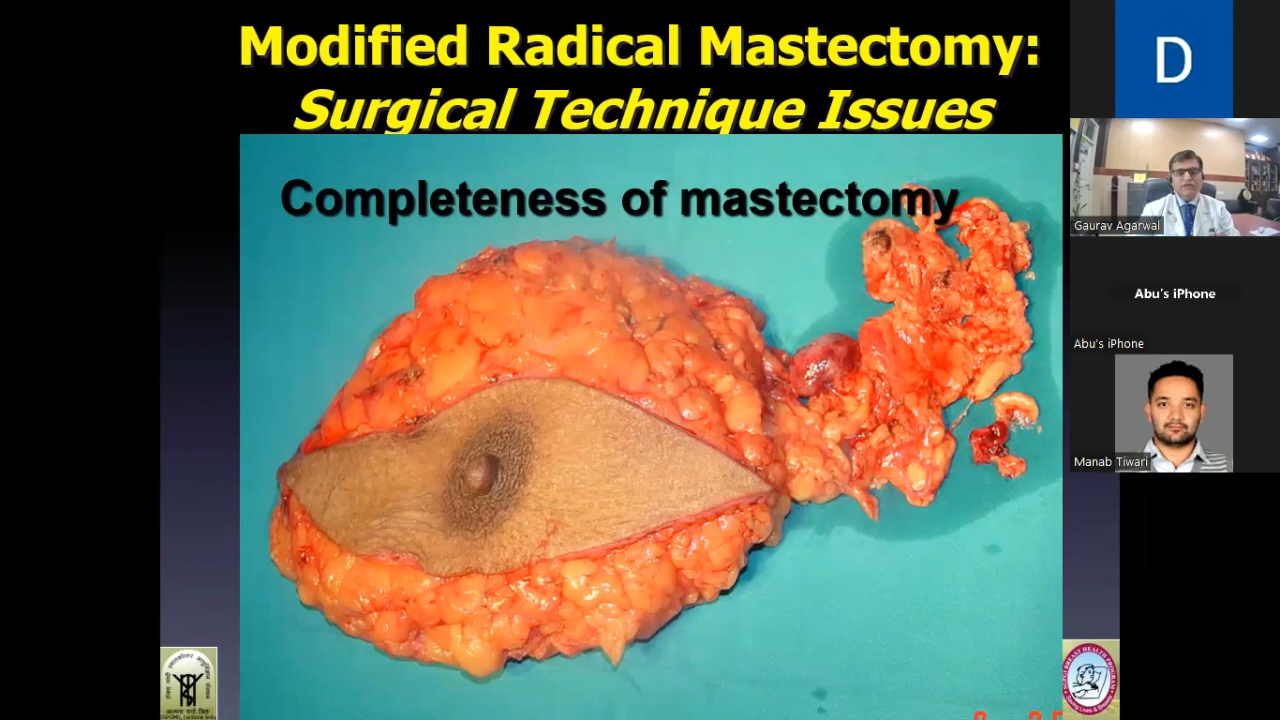 Modified Radical Mastectomy:
Surgical Technique Issues
Completeness of mastectomy
D
Gaurav Agarwal
Abu's iPhone
Abu's iPhone
Manab Tiwari